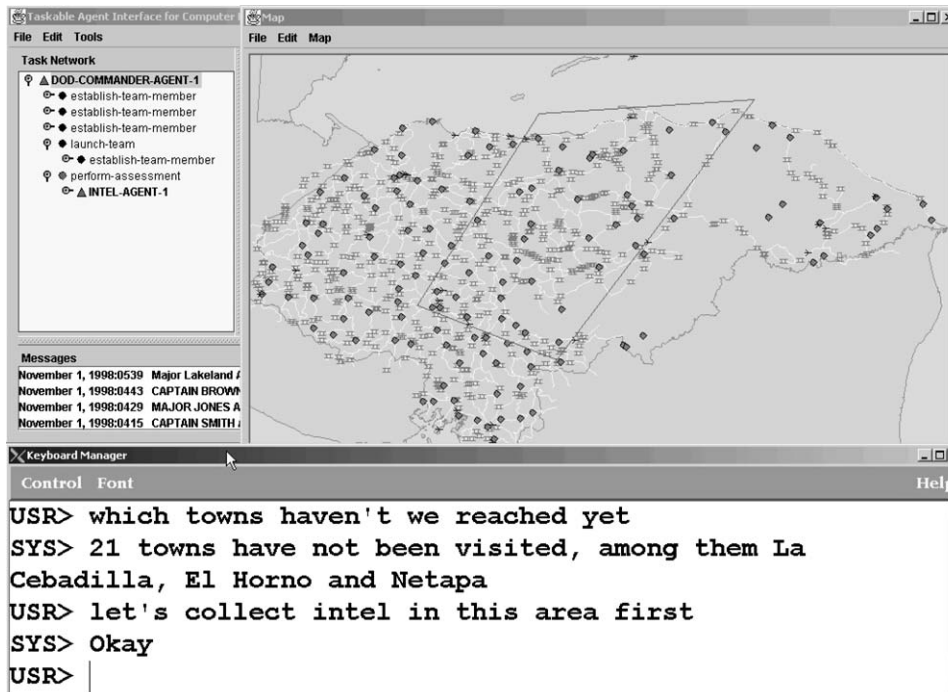 Taskable Agent Interface for Computer
File Edit Tools
Task Network
DOD-COMMANDER-AGENT-1
establish-team-member
establish-team-member
establish-team-member
launch-team
establish-team-member
perform-assessment
INTEL-AGENT-1
Messages
November 1, 1998:0539 Major Lakeland
November 1, 1998:0443 CAPTAIN BROWN
November 1, 1998:0429 MAJOR JONES A
November 1, 1998:0415 CAPTAIN SMITH
Map
File Edit Map
Keyboard Manager
Control Font Help
USR> which towns haven't we reached yet
SYS> 21 towns have not been visited, among them La
Cebadilla, El Horno and Netapa
USR> let's collect intel in this area first
SYS> Okay
USR>